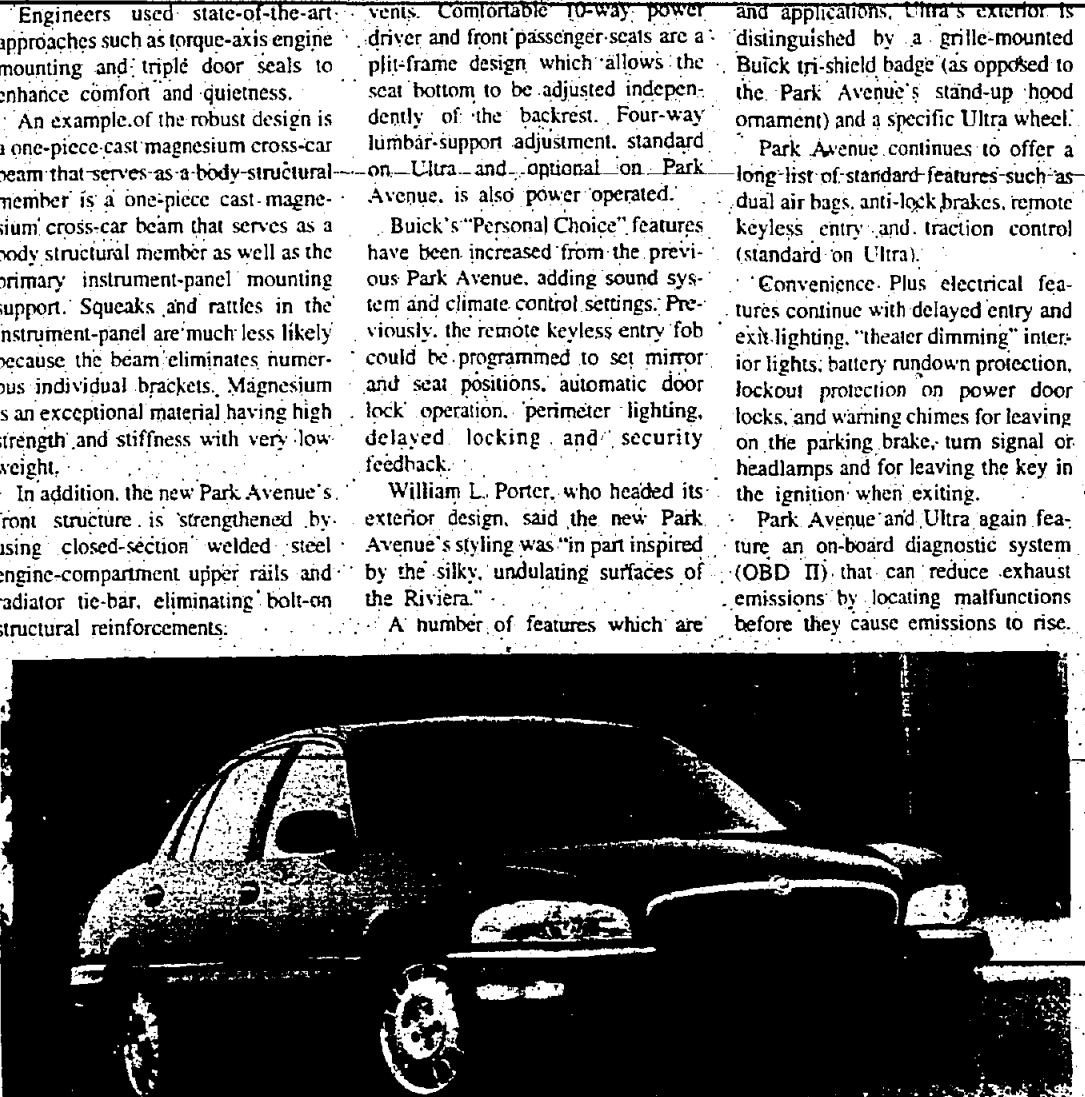 Engineers used state-of-the-art
approaches such as torque-axis engine
mounting and triple door seals to
enhance comfort and quietness.
An example of the robust design is
a one-piece cast magnesium cross-car
beam that serves as a body-structural
member is a one-piece cast magne-
sium cross-car beam that serves as a
body structural member as well as the
primary instrument-panel mounting
support. Squeaks and rattles in the
instrument-panel are much less likely
because the beam eliminates numer-
ous individual brackets. Magnesium
is an exceptional material having high
strength and stiffness with very low
weight.
In addition, the new Park Avenue's
front structure is strengthened by
using closed-section welded steel
engine-compartment upper rails and
radiator tie-bar, eliminating bolt-on
structural reinforcements.
vents. Comfortable 10-way power
driver and front passenger seats are a
plit-frame design which allows the
seat bottom to be adjusted indepen-
dently of the backrest. Four-way
lumbar-support adjustment, standard
on Ultra and optional on Park
Avenue, is also power operated.
Buick's "Personal Choice" features
have been increased from the previ-
ous Park Avenue, adding sound sys-
tem and climate control settings. Pre-
viously, the remote keyless entry fob
could be programmed to set mirror
and seat positions, automatic door
lock operation, perimeter lighting,
delayed locking and security
feedback.
William L. Porter, who headed its
exterior design, said the new Park
Avenue's styling was "in part inspired
by the silky, undulating surfaces of
the Riviera."
A number of features which are
and applications, Ultra's exterior is
distinguished by a grille-mounted
Buick tri-shield badge (as opposed to
the Park Avenue's stand-up hood
ornament) and a specific Ultra wheel.
Park Avenue continues to offer a
long list of standard features such as
dual air bags, anti-lock brakes, remote
keyless entry and traction control
(standard on Ultra).
Convenience Plus electrical fea-
tures continue with delayed entry and
exit lighting, "theater dimming" inter-
ior lights, battery rundown protection,
lockout protection on power door
locks, and warning chimes for leaving
on the parking brake, turn signal or
headlamps and for leaving the key in
the ignition when exiting.
Park Avenue and Ultra again fea-
ture an on-board diagnostic system
(OBD II) that can reduce exhaust
emissions by locating malfunctions
before they cause emissions to rise.